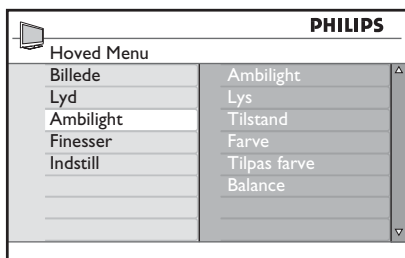 PHILIPS
Hoved Menu
Billede
Lyd
Ambilight
Finesser
Indstill
Ambilight
Lys
Tilstand
Farve
Tilpas farve
Balance